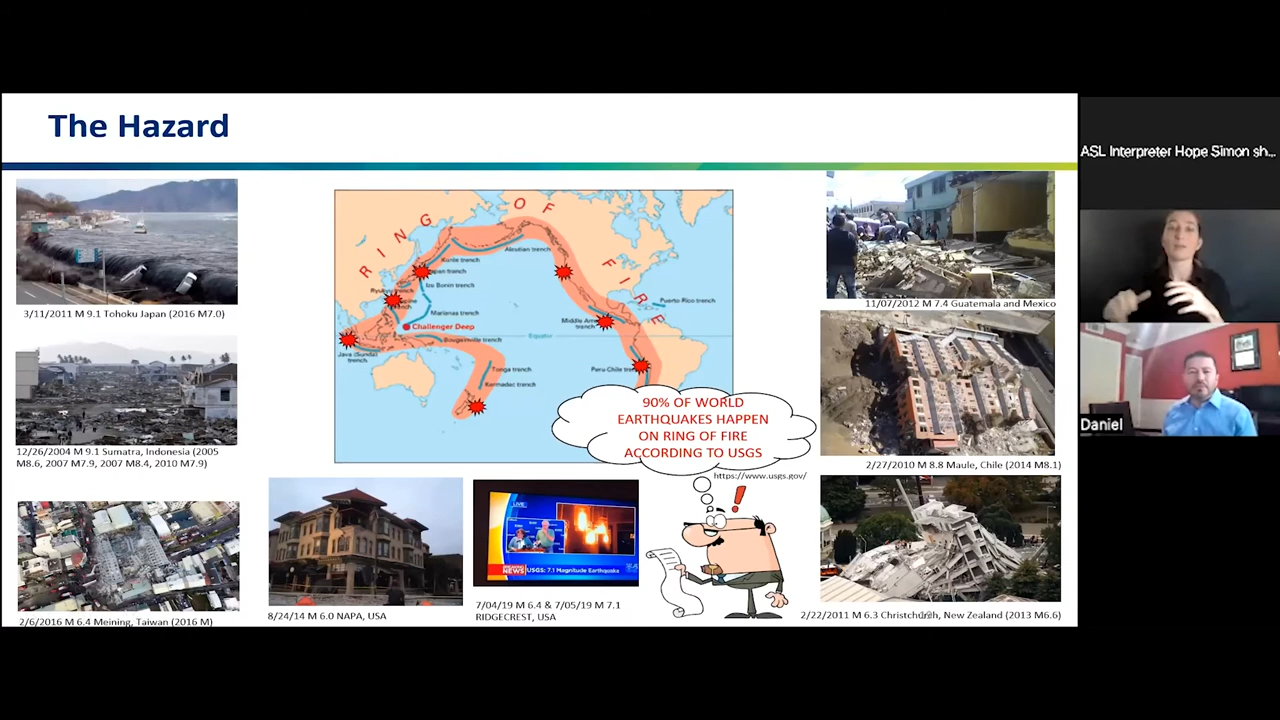 The Hazard
ASL Interpreter Hope Simon sh...
Daniel
3/11/2011 M 9.1 Tohoku Japan (2016 M7.0)
12/26/2004 M 9.1 Sumatra, Indonesia (2005
M8.6, 2007 M7.9, 2007 M8.4, 2010 M7.9)
2/6/2016 M 6.4 Meining, Taiwan (2016 M)
RING OF FIRE
Aleutian trench
Kurile trench
Japan trench
Izu Bonin trench
Ryukyu trench
trench
Marianas trench
Challenger Deep
Bougainville trench
Java (Sunda)
trench
Tonga trench
Kermadec trench
Equator
Puerto Rico trench
Middle
trench
Peru-Chile
90% OF WORLD
EARTHQUAKES HAPPEN
ON RING OF FIRE
ACCORDING TO USGS
https://www.usgs.gov/
8/24/14 M 6.0 NAPA, USA
LIVE
BREAKING
NEWS
USGS: 7.1 Magnitude Earthquake
7/04/19 M 6.4 & 7/05/19 M 7.1
RIDGECREST, USA
11/07/2012 M 7.4 Guatemala and Mexico
2/27/2010 M 8.8 Maule, Chile (2014 M8.1)
2/22/2011 M 6.3 Christchurch, New Zealand (2013 M6.6)